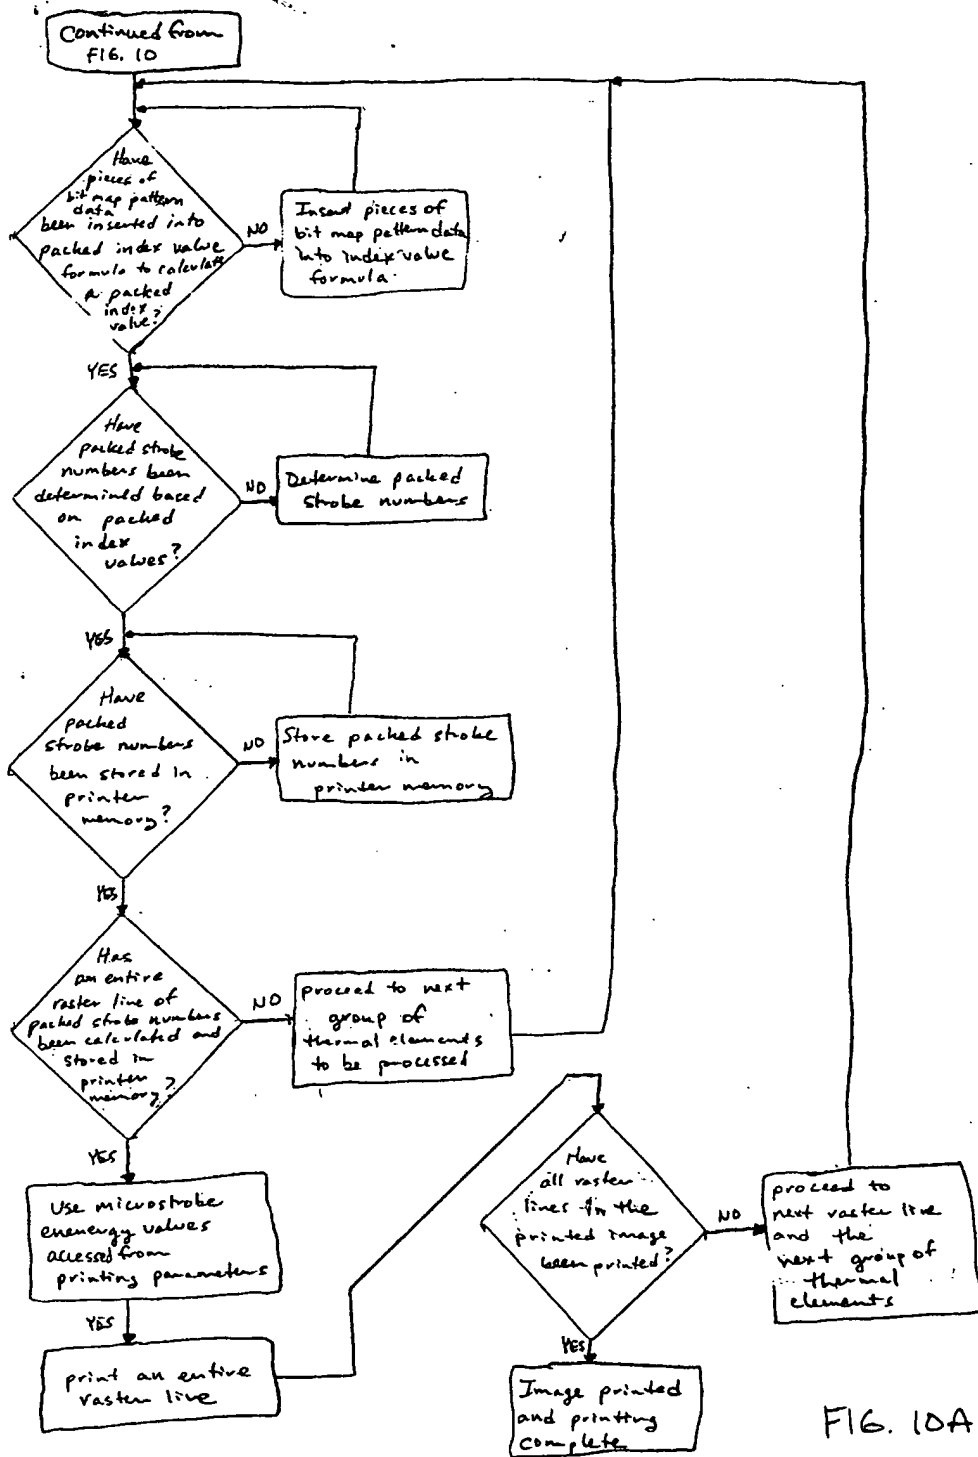 Continued from
FIG. 10
Have
pieces of
bit map pattern
data
been inserted into
packed index value
formula to calculate
a packed
index
value?
NO
Insert pieces of
bit map pattern data
into index value
formula.
YES
Have
packed strobe
numbers been
determined based
on packed
index
values?
NO
Determine packed
strobe numbers
YES
Have
packed
strobe numbers
been stored in
printer
memory?
NO
Store packed strobe
numbers in
printer memory
YES
Has
an entire
raster line of
packed strobe numbers
been calculated and
stored in
printer
memory?
NO
proceed to next
group of
thermal elements
to be processed
YES
Use microstrobe
enenergy values
accessed from
printing parameters
YES
print an entire
raster line
Have
all raster
lines in the
printed image
been printed?
NO
proceed to
next raster line
and the
next group of
thermal
elements
YES
Image printed
and printing
complete
FIG. 10A